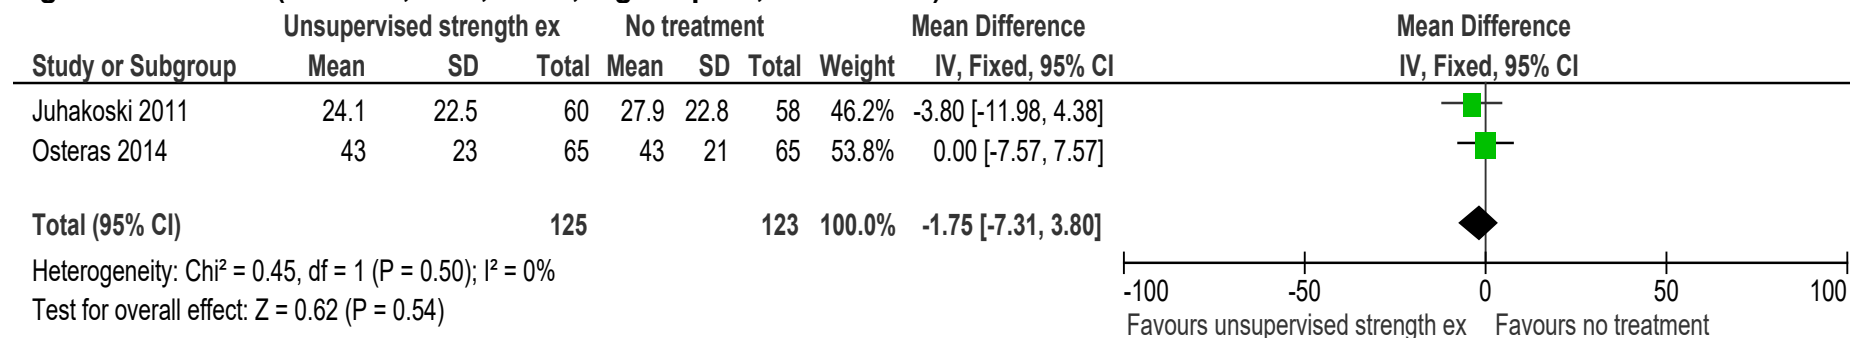 Unsupervised strength ex No treatment Mean Difference Mean Difference
Study or Subgroup Mean SD Total Mean SD Total Weight IV, Fixed, 95% CI IV, Fixed, 95% CI
Juhakoski 2011 24.1 22.5 60 27.9 22.8 58 46.2% -3.80 [-11.98, 4.38]
Osteras 2014 43 23 65 43 21 65 53.8% 0.00 [-7.57, 7.57]
Total (95% CI) 125 123 100.0% -1.75 [-7.31, 3.80]
Heterogeneity: Chi² = 0.45, df = 1 (P = 0.50); I² = 0%
Test for overall effect: Z = 0.62 (P = 0.54)
-100 -50 0 50 100
Favours unsupervised strength ex Favours no treatment